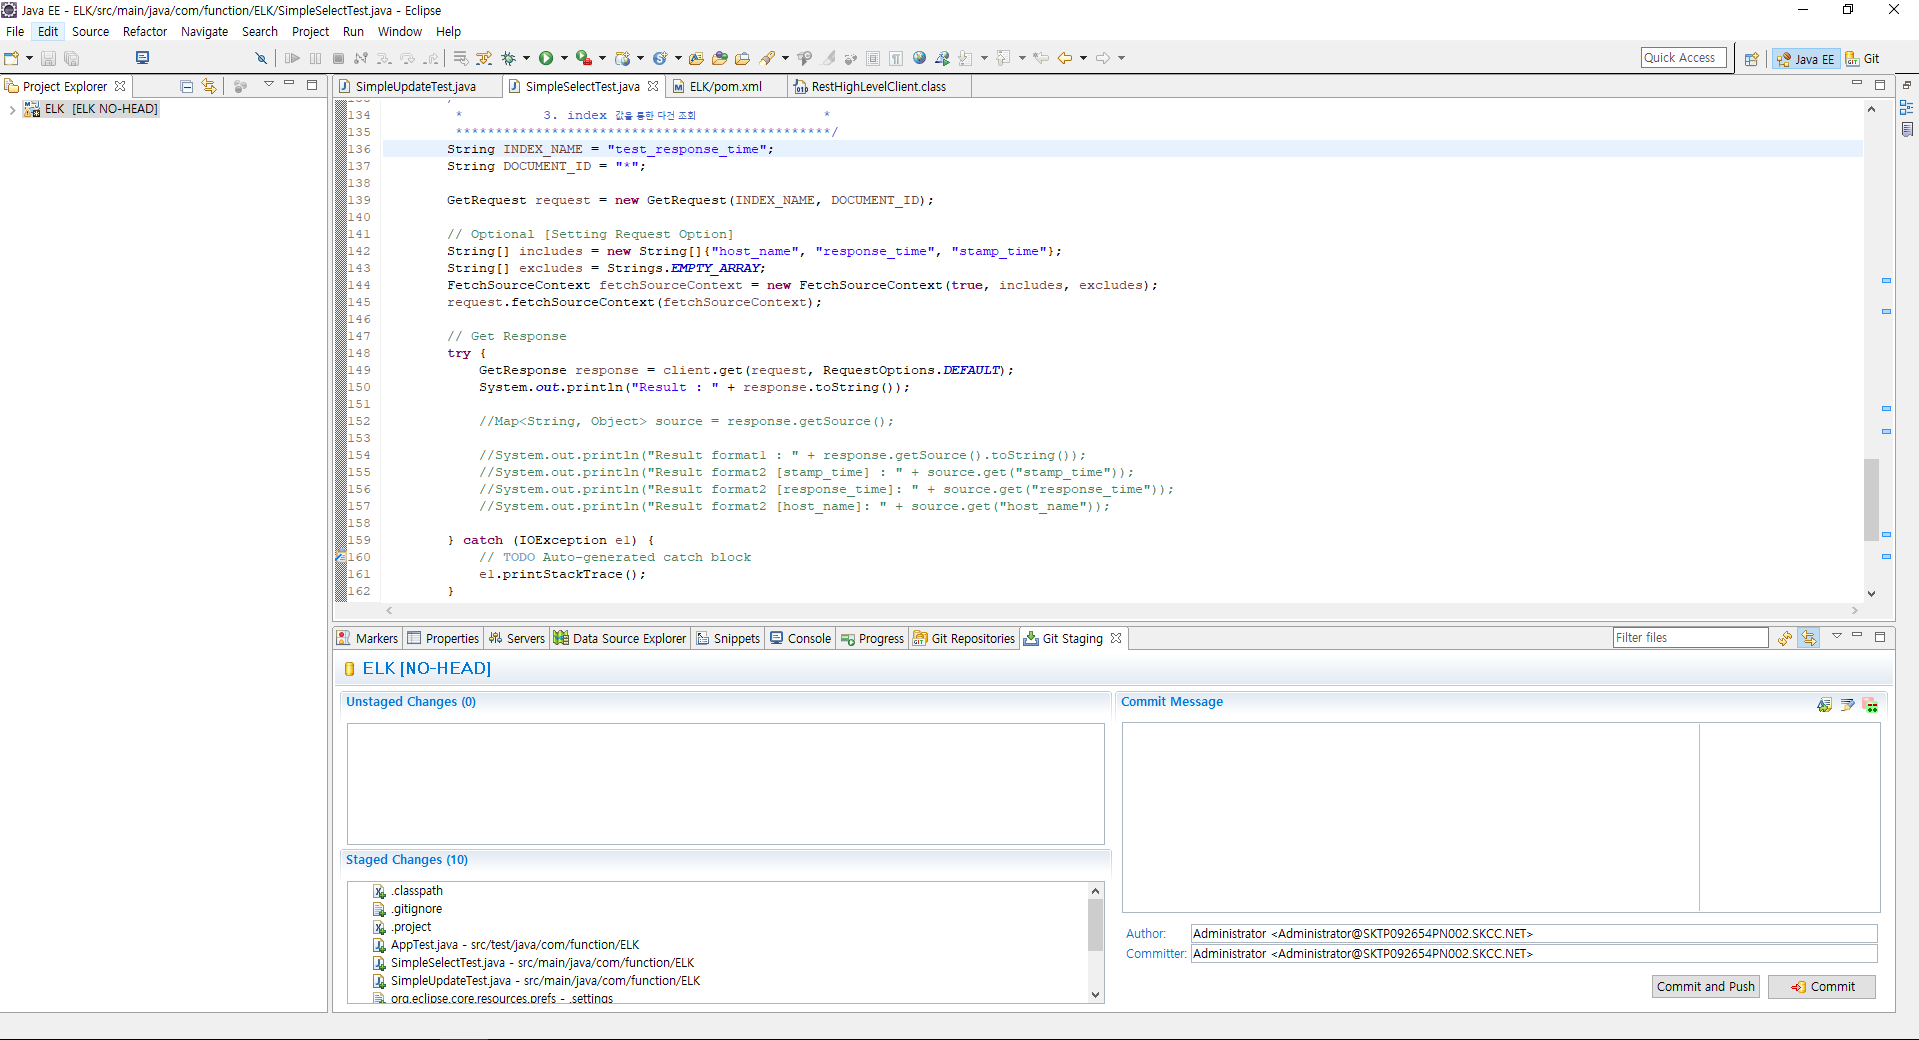 Java EE - ELK/src/main/java/com/function/ELK/SimpleSelectTest.java - Eclipse
File Edit Source Refactor Navigate Search Project Run Window Help
Quick Access Java EE Git
Project Explorer
ELK [ELK NO-HEAD]
SimpleUpdateTest.java SimpleSelectTest.java ELK/pom.xml RestHighLevelClient.class
134 * 3. index 값을 통한 다건 조회 *
135 ***********************************************/
136 String INDEX_NAME = "test_response_time";
137 String DOCUMENT_ID = "*";
138
139 GetRequest request = new GetRequest(INDEX_NAME, DOCUMENT_ID);
140
141 // Optional [Setting Request Option]
142 String[] includes = new String[]{"host_name", "response_time", "stamp_time"};
143 String[] excludes = Strings.EMPTY_ARRAY;
144 FetchSourceContext fetchSourceContext = new FetchSourceContext(true, includes, excludes);
145 request.fetchSourceContext(fetchSourceContext);
146
147 // Get Response
148 try {
149 GetResponse response = client.get(request, RequestOptions.DEFAULT);
150 System.out.println("Result : " + response.toString());
151
152 //Map<String, Object> source = response.getSource();
153
154 //System.out.println("Result format1 : " + response.getSource().toString());
155 //System.out.println("Result format2 [stamp_time] : " + source.get("stamp_time"));
156 //System.out.println("Result format2 [response_time]: " + source.get("response_time"));
157 //System.out.println("Result format2 [host_name]: " + source.get("host_name"));
158
159 } catch (IOException e1) {
160 // TODO Auto-generated catch block
161 e1.printStackTrace();
162 }
Markers Properties Servers Data Source Explorer Snippets Console Progress Git Repositories Git Staging Filter files
ELK [NO-HEAD]
Unstaged Changes (0)
Staged Changes (10)
.classpath
.gitignore
.project
AppTest.java - src/test/java/com/function/ELK
SimpleSelectTest.java - src/main/java/com/function/ELK
SimpleUpdateTest.java - src/main/java/com/function/ELK
org.eclipse.core.resources.prefs - .settings
Commit Message
Author: Administrator <Administrator@SKTP092654PN002.SKCC.NET>
Committer: Administrator <Administrator@SKTP092654PN002.SKCC.NET>
Commit and Push Commit